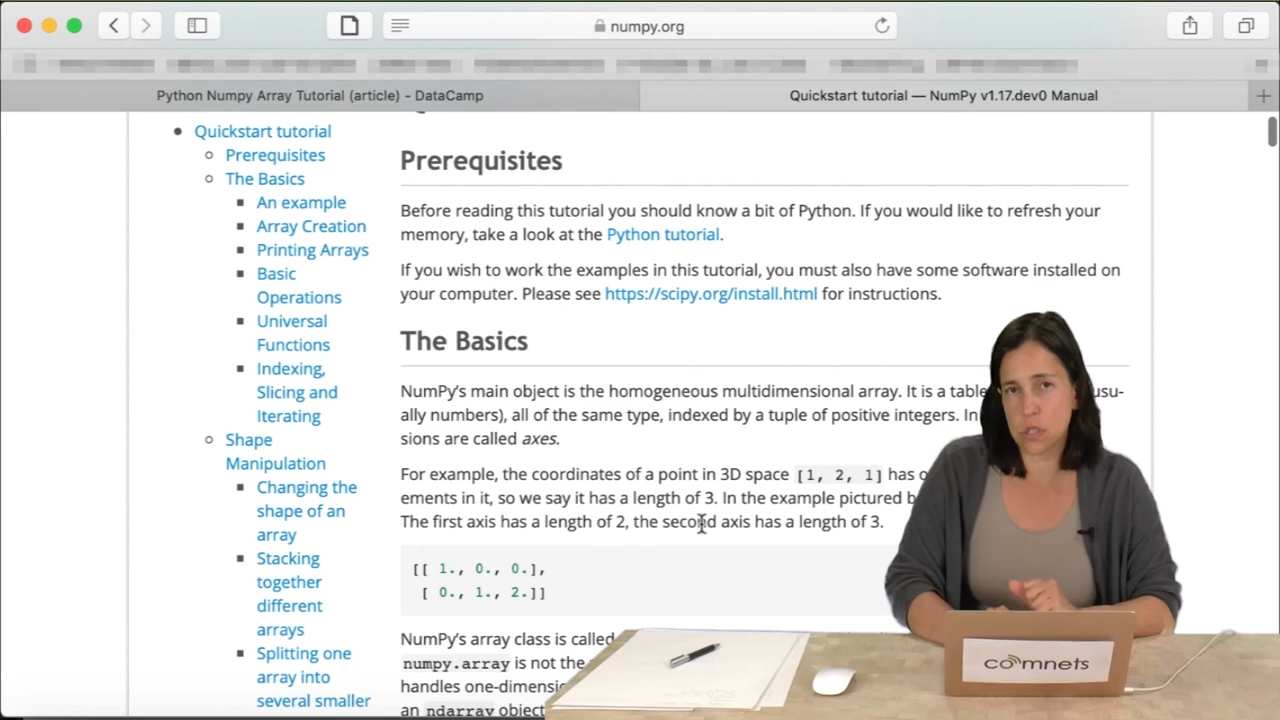 numpy.org
Python Numpy Array Tutorial (article) - DataCamp
Quickstart tutorial — NumPy v1.17.dev0 Manual
Quickstart tutorial
Prerequisites
The Basics
An example
Array Creation
Printing Arrays
Basic
Operations
Universal
Functions
Indexing,
Slicing and
Iterating
Shape
Manipulation
Changing the
shape of an
array
Stacking
together
different
arrays
Splitting one
array into
several smaller
Prerequisites
Before reading this tutorial you should know a bit of Python. If you would like to refresh your
memory, take a look at the Python tutorial.
If you wish to work the examples in this tutorial, you must also have some software installed on
your computer. Please see https://scipy.org/install.html for instructions.
The Basics
NumPy's main object is the homogeneous multidimensional array. It is a table usu-
ally numbers), all of the same type, indexed by a tuple of positive integers. In
sions are called axes.
For example, the coordinates of a point in 3D space [1, 2, 1] has
ements in it, so we say it has a length of 3. In the example pictured
The first axis has a length of 2, the second axis has a length of 3.
[[ 1., 0., 0.],
[ 0., 1., 2.]]
NumPy's array class is called
numpy.array is not the
handles one-dimensio
an ndarray object
comnets